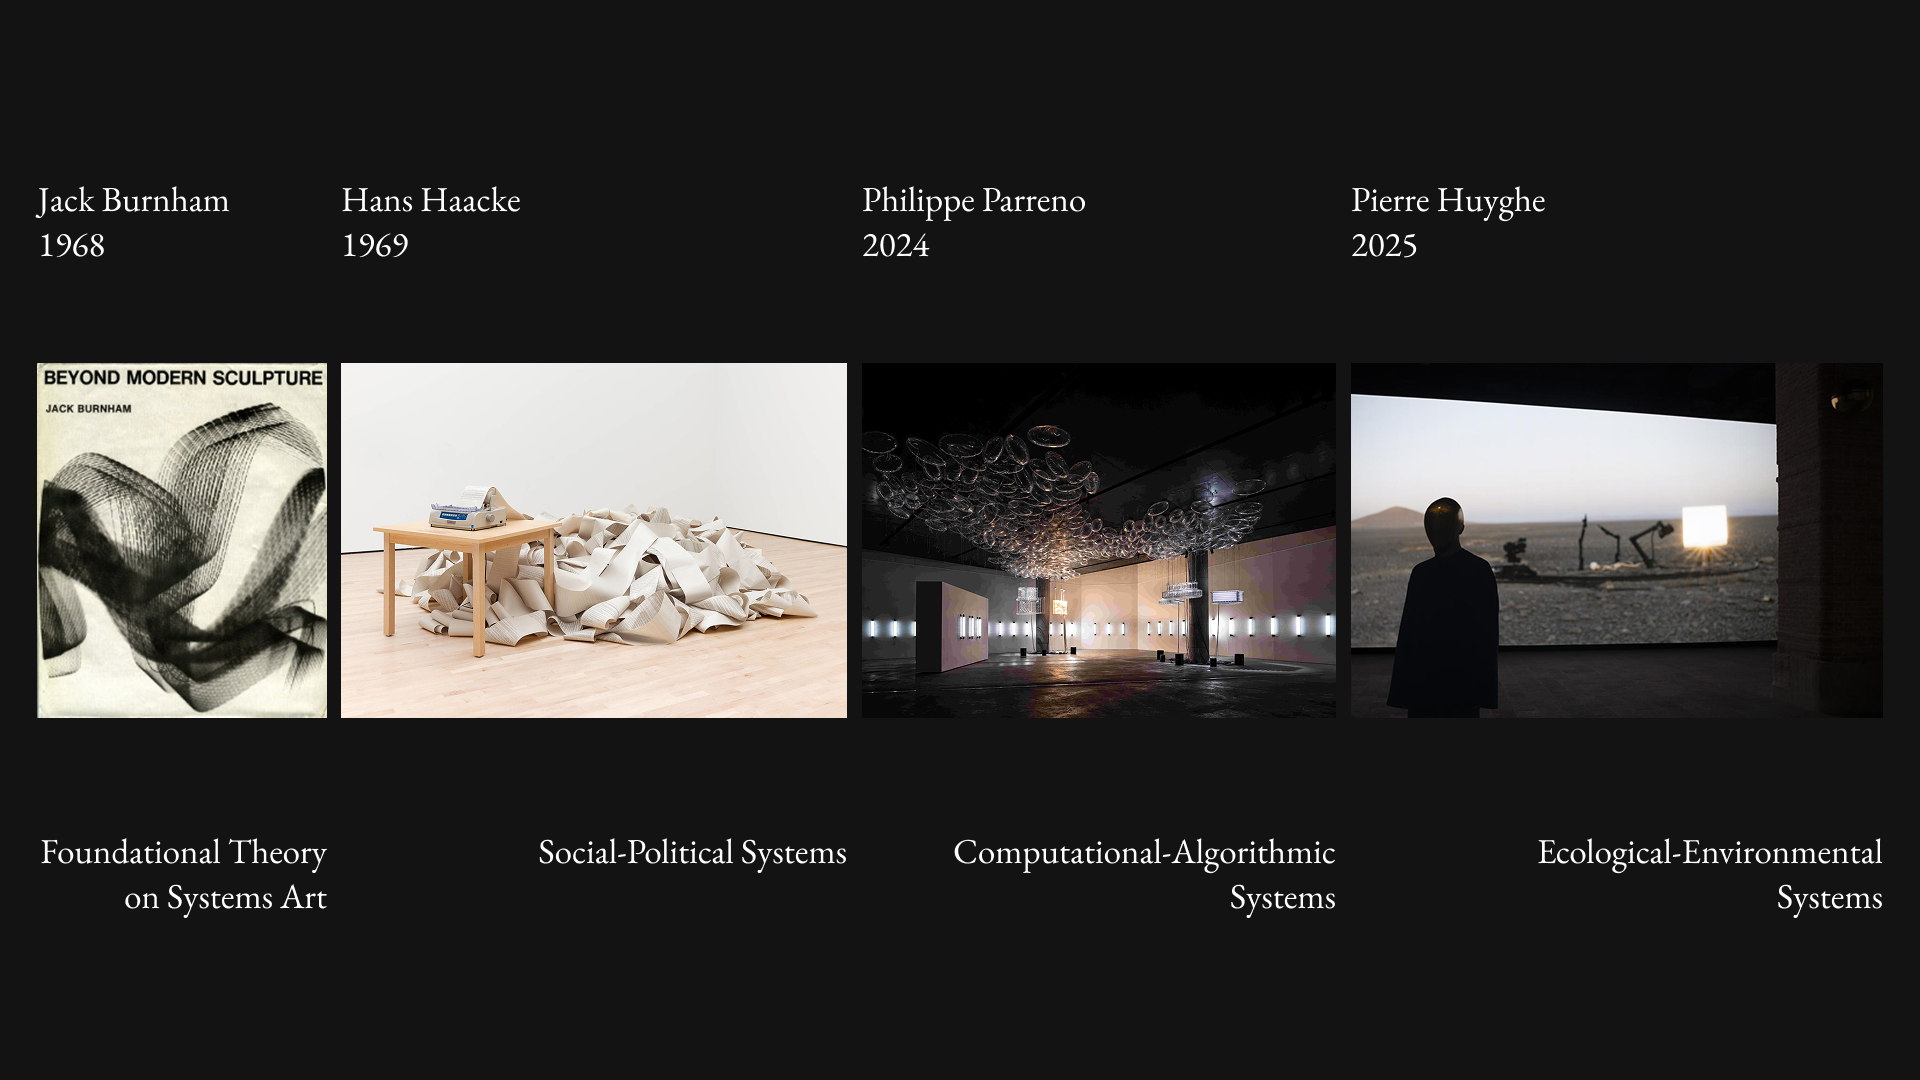 Jack Burnham
1968
Hans Haacke
1969
Philippe Parreno
2024
Pierre Huyghe
2025
BEYOND MODERN SCULPTURE
JACK BURNHAM
Foundational Theory
on Systems Art
Social-Political Systems
Computational-Algorithmic
Systems
Ecological-Environmental
Systems